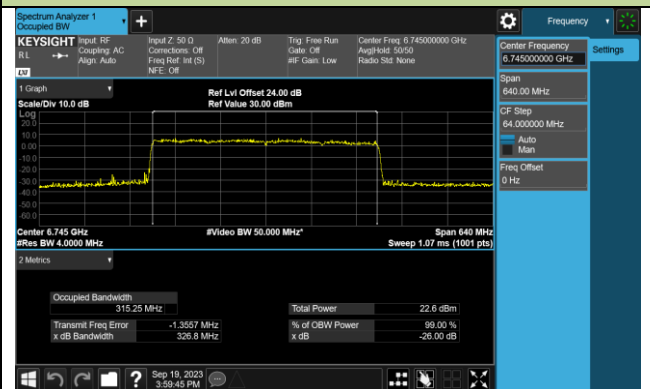 Spectrum Analyzer 1
Occupied BW
+
Frequency
KEYSIGHT
RL
LXI
Input: RF
Coupling: AC
Align: Auto
Input Z: 50 Ω
Corrections: Off
Freq Ref: Int (S)
NFE: Off
Atten: 20 dB
Trig: Free Run
Gate: Off
#IF Gain: Low
Center Freq: 6.745000000 GHz
Avg|Hold: 50/50
Radio Std: None
Center Frequency
6.745000000 GHz
Settings
Span
640.00 MHz
CF Step
64.000000 MHz
Auto
Man
Freq Offset
0 Hz
1 Graph
Scale/Div 10.0 dB
Ref Lvl Offset 24.00 dB
Ref Value 30.00 dBm
Log
20.0
10.0
0.00
-10.0
-20.0
-30.0
-40.0
-50.0
-60.0
Center 6.745 GHz
#Res BW 4.0000 MHz
#Video BW 50.000 MHz*
Span 640 MHz
Sweep 1.07 ms (1001 pts)
2 Metrics
Occupied Bandwidth
315.25 MHz
Transmit Freq Error -1.3557 MHz
x dB Bandwidth 326.8 MHz
Total Power 22.6 dBm
% of OBW Power 99.00 %
x dB -26.00 dB
?
Sep 19, 2023
3:59:45 PM